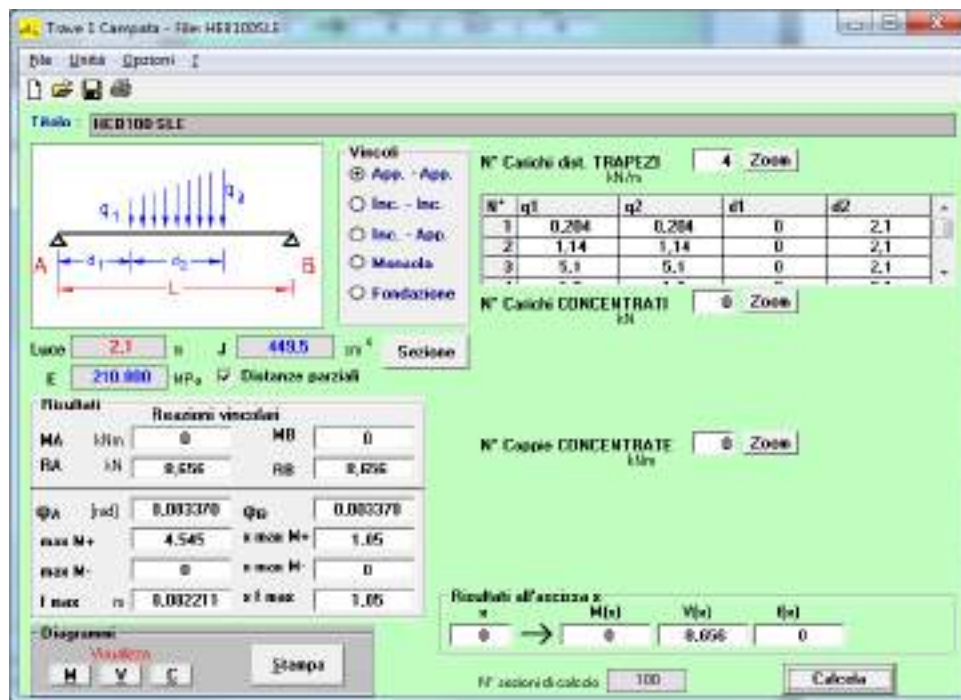 Trave 1 Campata - File: HEB100SLE
File Unità Opzioni ?
Titolo : HEB100 SLE
q1 q2
A d1 d2 B
L
Vincoli
App. - App.
Inc. - Inc.
Inc. - App.
Mensola
Fondazione
N° Carichi dist. TRAPEZI 4 Zoom
kN/m
N° q1 q2 d1 d2
1 0,204 0,204 0 2,1
2 1,14 1,14 0 2,1
3 5,1 5,1 0 2,1
N° Carichi CONCENTRATI 0 Zoom
kN
Luce 2,1 m J 449,5 cm 4 Sezione
E 210.000 MPa Distanze parziali
Risultati
Reazioni vincolari
MA kNm 0 MB 0
RA kN 8,656 RB 8,656
φA [rad] 0,003370 φB 0,003370
max M+ 4,545 x max M+ 1,05
max M- 0 x max M- 0
f max m 0,002211 x f max 1,05
N° Coppie CONCENTRATE 0 Zoom
kNm
Risultati all'ascissa x
x M(x) V(x) f(x)
0 0 8,656 0
Diagrammi
Visualizza
M V C
Stampa
N° sezioni di calcolo 100 Calcola